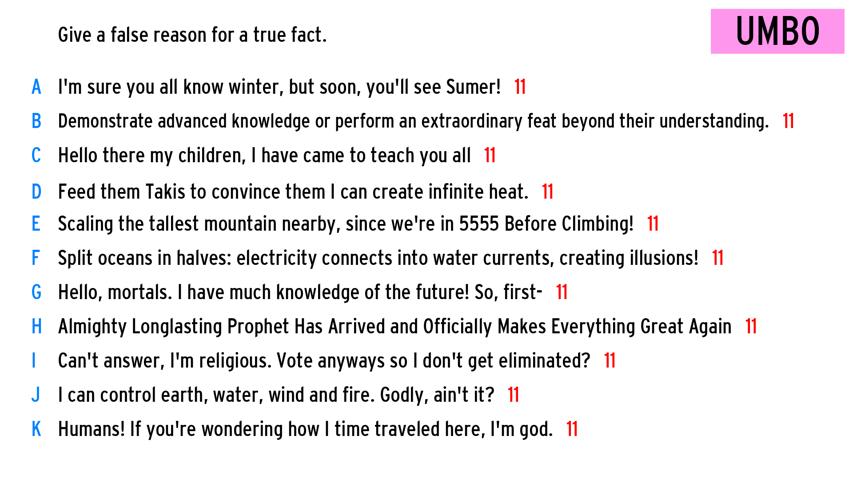 Give a false reason for a true fact.
UMBO
A I'm sure you all know winter, but soon, you'll see Sumer! 11
B Demonstrate advanced knowledge or perform an extraordinary feat beyond their understanding. 11
C Hello there my children, I have came to teach you all 11
D Feed them Takis to convince them I can create infinite heat. 11
E Scaling the tallest mountain nearby, since we're in 5555 Before Climbing! 11
F Split oceans in halves: electricity connects into water currents, creating illusions! 11
G Hello, mortals. I have much knowledge of the future! So, first- 11
H Almighty Longlasting Prophet Has Arrived and Officially Makes Everything Great Again 11
I Can't answer, I'm religious. Vote anyways so I don't get eliminated? 11
J I can control earth, water, wind and fire. Godly, ain't it? 11
K Humans! If you're wondering how I time traveled here, I'm god. 11